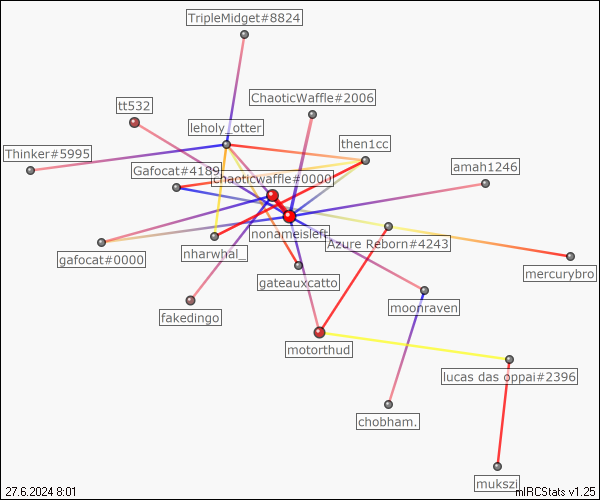 TripleMidget#8824
ChaoticWaffle#2006
tt532
leholy_otter
then1cc
Thinker#5995
Gafocat#4189
amah1246
Chaoticwaffle#0000
nonameisleft
Azure Reborn#4243
gafocat#0000
nharwhal_
mercurybro
gateauxcatto
moonraven
fakedingo
motorthud
lucas das oppai#2396
chobham.
mukszi
27.6.2024 8:01
mIRCStats v1.25